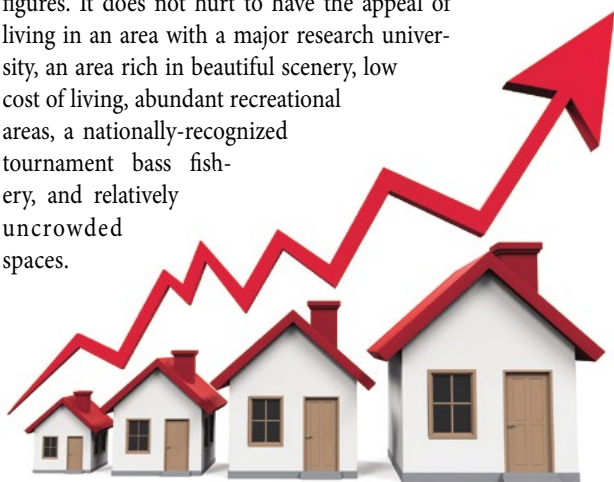 figures. It does not hurt to have the appeal of
living in an area with a major research univer-
sity, an area rich in beautiful scenery, low
cost of living, abundant recreational
areas, a nationally-recognized
tournament bass fish-
ery, and relatively
uncrowded
spaces.